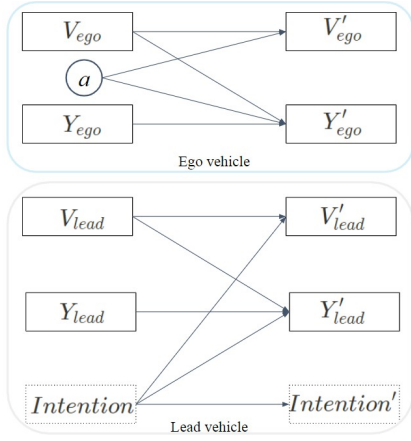 V_ego V'_ego
a
Y_ego Y'_ego
Ego vehicle
V_lead V'_lead
Y_lead Y'_lead
Intention Intention'
Lead vehicle